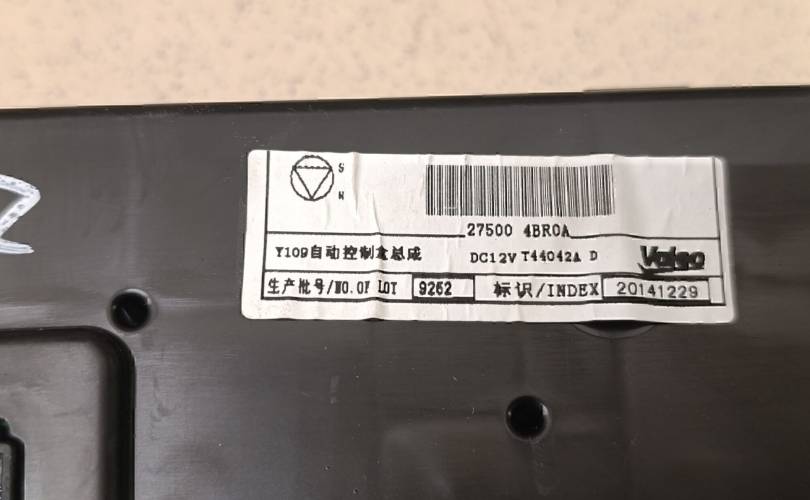 S
N
27500 4BR0A
Y109自动控制盒总成 DC12V T44042A D Valeo
生产批号/NO.OF LOT 9262 标识/INDEX 20141229